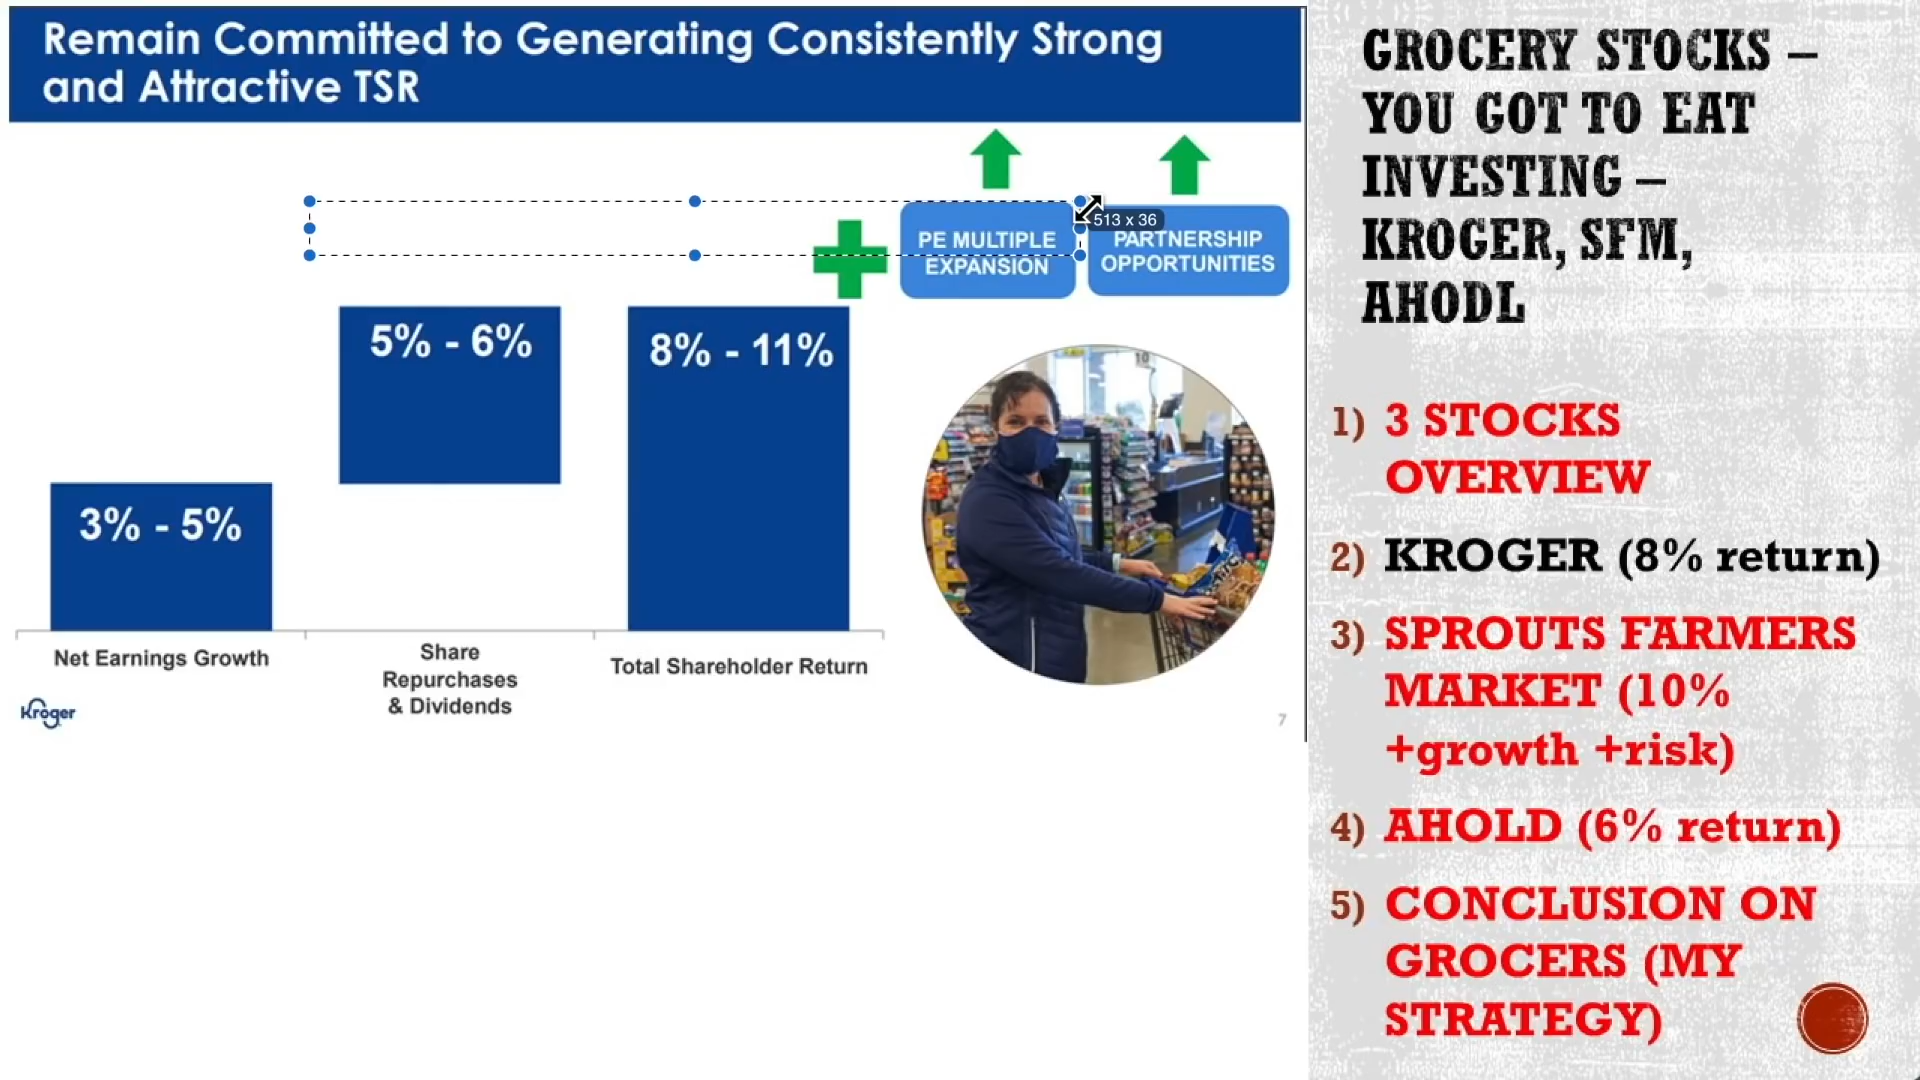 Remain Committed to Generating Consistently Strong
and Attractive TSR
513 x 36
PE MULTIPLE
EXPANSION
PARTNERSHIP
OPPORTUNITIES
5% - 6%
8% - 11%
3% - 5%
10
Net Earnings Growth
Share
Repurchases
& Dividends
Total Shareholder Return
Kroger
7
GROCERY STOCKS –
YOU GOT TO EAT
INVESTING –
KROGER, SFM,
AHODL
1) 3 STOCKS
OVERVIEW
2) KROGER (8% return)
3) SPROUTS FARMERS
MARKET (10%
+growth +risk)
4) AHOLD (6% return)
5) CONCLUSION ON
GROCERS (MY
STRATEGY)